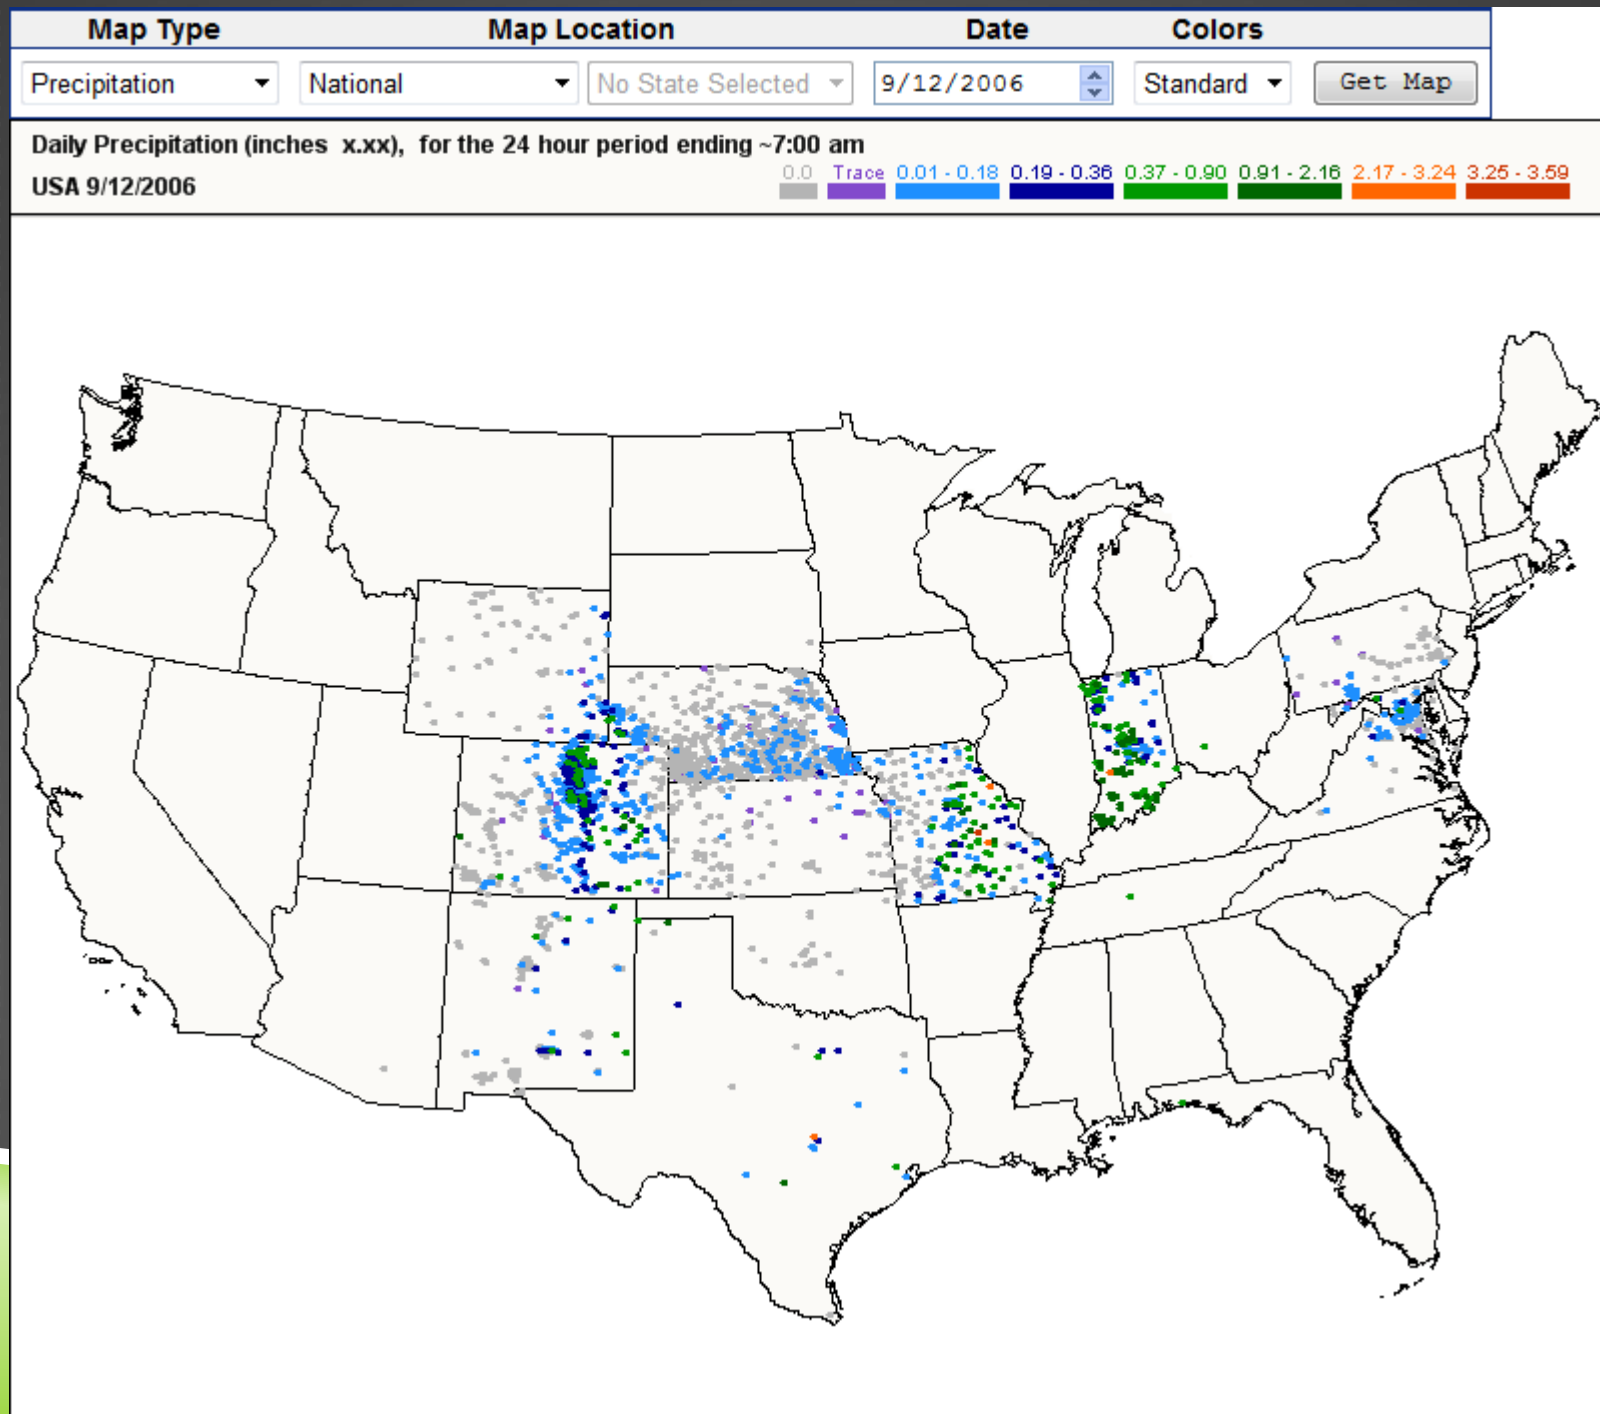 Map Type Map Location Date Colors
Precipitation National No State Selected 9/12/2006 Standard Get Map
Daily Precipitation (inches x.xx), for the 24 hour period ending ~7:00 am
0.0 Trace 0.01 - 0.18 0.19 - 0.36 0.37 - 0.90 0.91 - 2.16 2.17 - 3.24 3.25 - 3.59
USA 9/12/2006